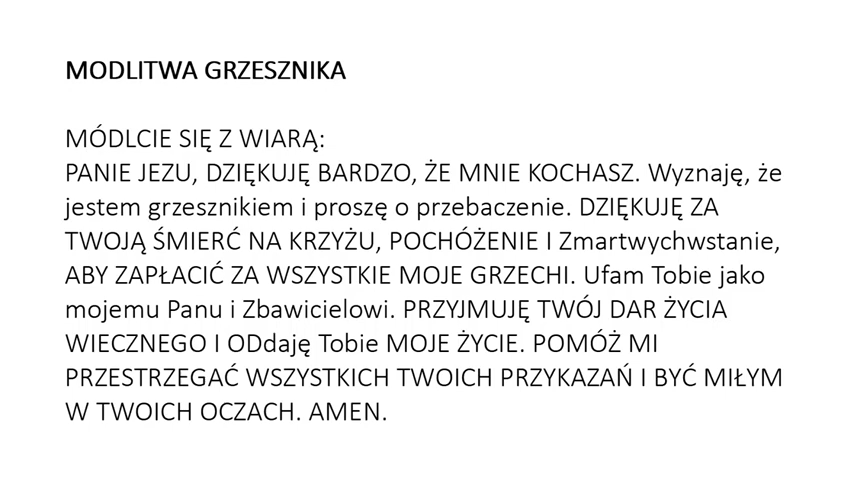 MODLITWA GRZESZNIKA
MÓDLCIE SIĘ Z WIARĄ:
PANIE JEZU, DZIĘKUJĘ BARDZO, ŻE MNIE KOCHASZ. Wyznaję, że
jestem grzesznikiem i proszę o przebaczenie. DZIĘKUJĘ ZA
TWOJĄ ŚMIERĆ NA KRZYŻU, POCHÓŻENIE I Zmartwychwstanie,
ABY ZAPŁACIĆ ZA WSZYSTKIE MOJE GRZECHI. Ufam Tobie jako
mojemu Panu i Zbawicielowi. PRZYJMUJĘ TWÓJ DAR ŻYCIA
WIECZNEGO I ODdaję Tobie MOJE ŻYCIE. POMÓŻ MI
PRZESTRZEGAĆ WSZYSTKICH TWOICH PRZYKAZAŃ I BYĆ MIŁYM
W TWOICH OCZACH. AMEN.